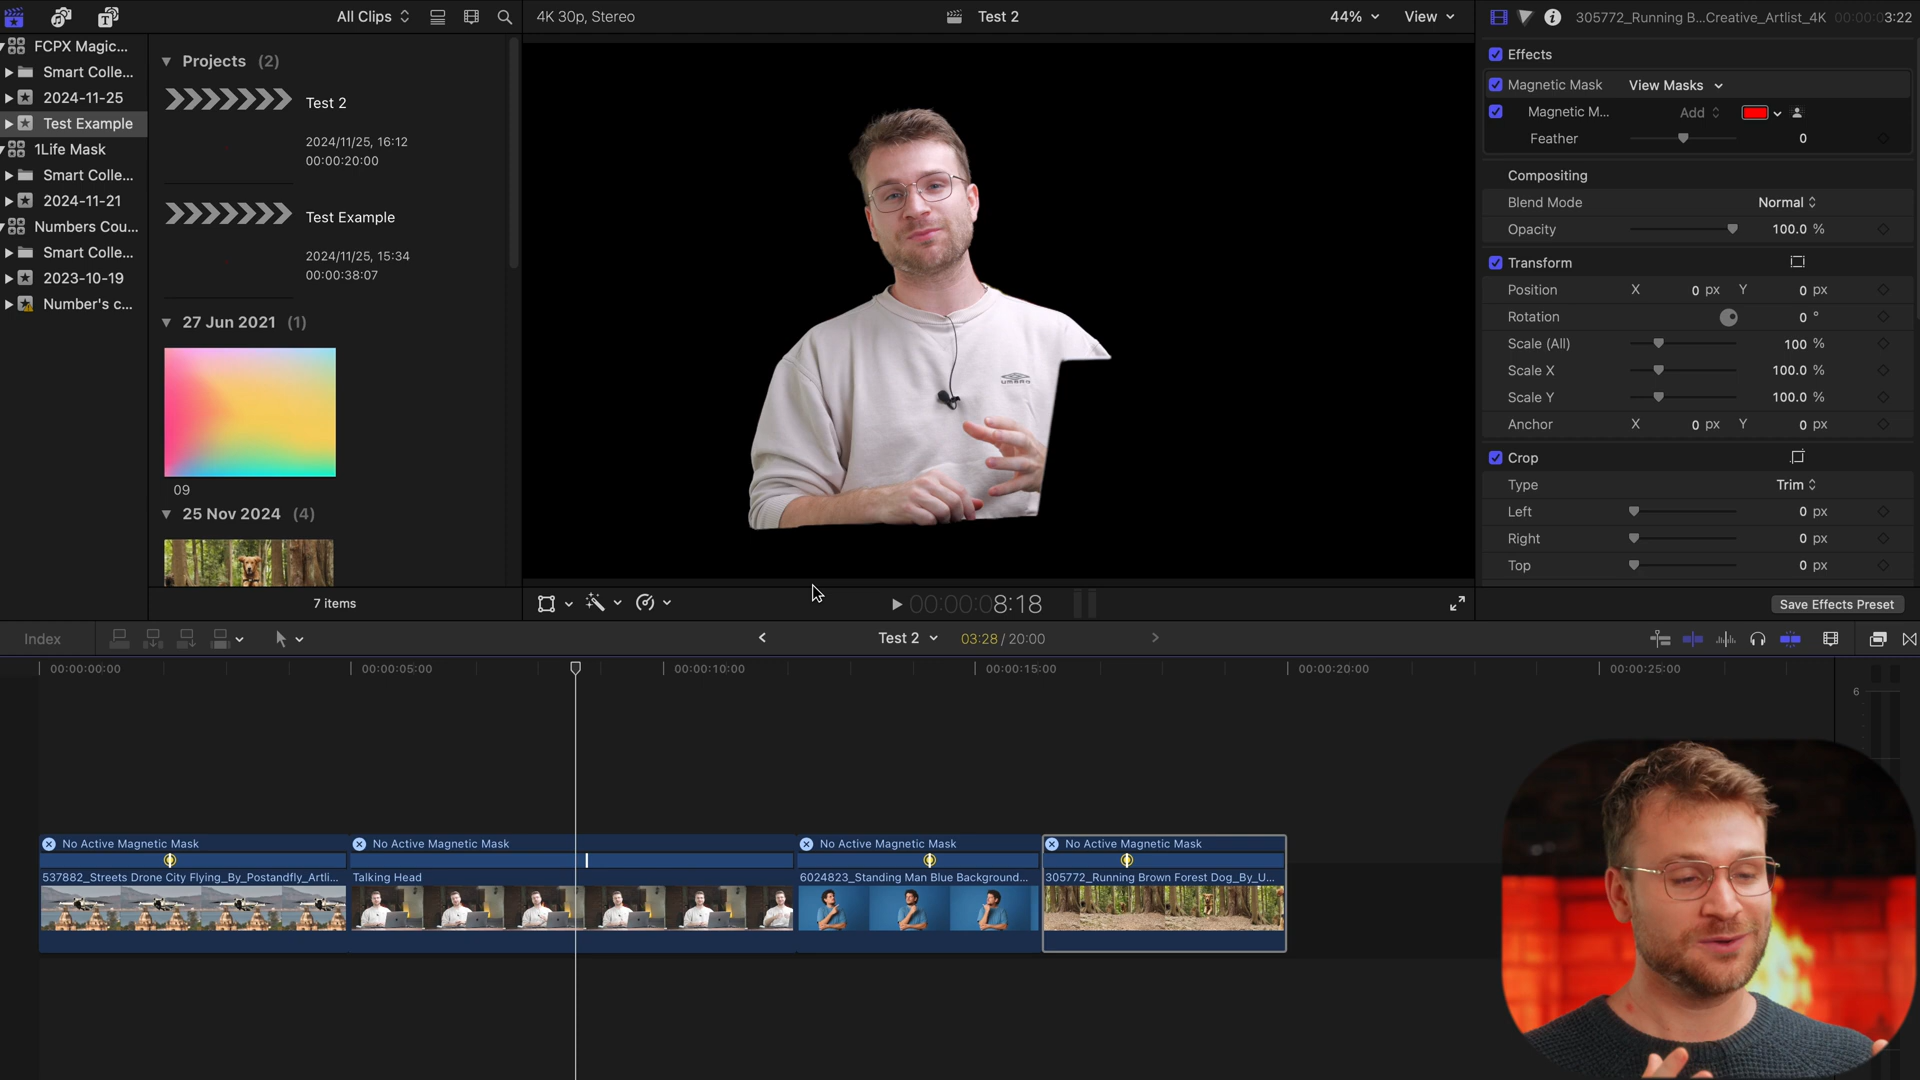 All Clips
4K 30p, Stereo
Test 2
44%
View
305772_Running B...Creative_Artlist_4K
00:00:03:22
FCPX Magic...
Smart Colle...
2024-11-25
Test Example
1Life Mask
Smart Colle...
2024-11-21
Numbers Cou...
Smart Colle...
2023-10-19
Number's c...
Projects (2)
Test 2
2024/11/25, 16:12
00:00:20:00
Test Example
2024/11/25, 15:34
00:00:38:07
27 Jun 2021 (1)
09
25 Nov 2024 (4)
7 items
UMBRO
00:00:08:18
Effects
Magnetic Mask View Masks
Magnetic M... Add
Feather 0
Compositing
Blend Mode Normal
Opacity 100.0 %
Transform
Position X 0 px Y 0 px
Rotation 0 °
Scale (All) 100 %
Scale X 100.0 %
Scale Y 100.0 %
Anchor X 0 px Y 0 px
Crop
Type Trim
Left 0 px
Right 0 px
Top 0 px
Save Effects Preset
Index
Test 2
03:28 / 20:00
00:00:00:00
00:00:05:00
00:00:10:00
00:00:15:00
00:00:20:00
00:00:25:00
6
No Active Magnetic Mask
No Active Magnetic Mask
No Active Magnetic Mask
No Active Magnetic Mask
537882_Streets Drone City Flying_By_Postandfly_Artli...
Talking Head
6024823_Standing Man Blue Background...
305772_Running Brown Forest Dog_By_U...